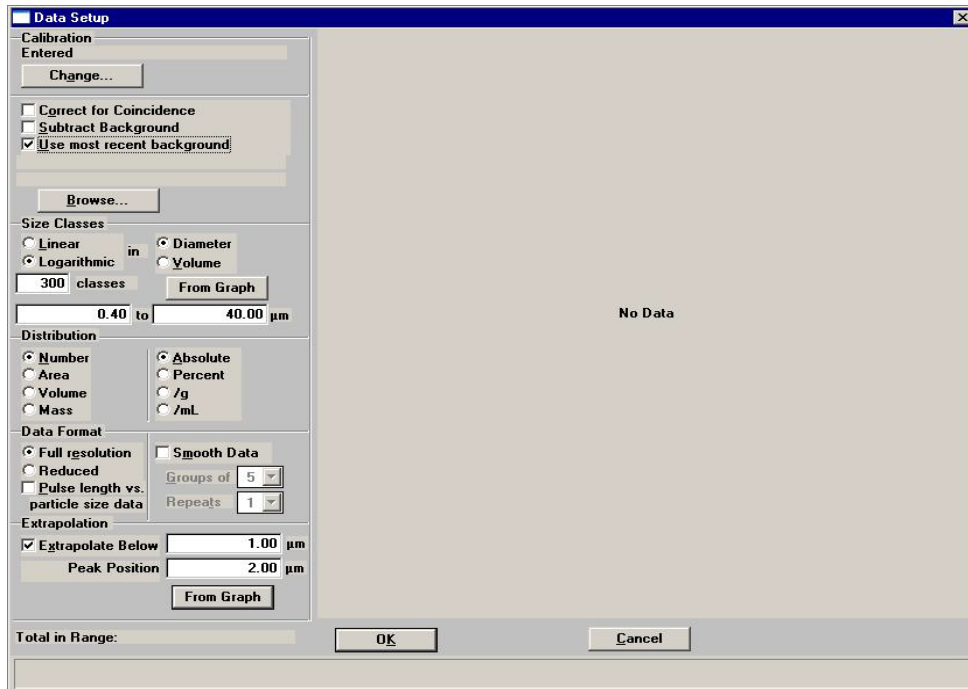 Data Setup
Calibration
Entered
Change...
Correct for Coincidence
Subtract Background
Use most recent background
Browse...
Size Classes
Linear
Logarithmic
in
Diameter
Volume
300 classes
From Graph
0.40 to 40.00 µm
Distribution
Number
Area
Volume
Mass
Absolute
Percent
/g
/mL
Data Format
Full resolution
Reduced
Pulse length vs.
particle size data
Smooth Data
Groups of 5
Repeats 1
Extrapolation
Extrapolate Below 1.00 µm
Peak Position 2.00 µm
From Graph
No Data
Total in Range:
OK
Cancel